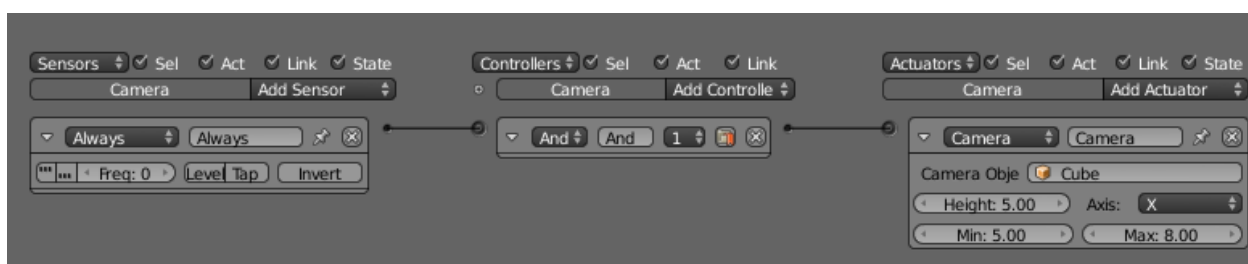 Sensors Sel Act Link State
Camera Add Sensor
Always Always
Freq: 0 Level Tap Invert
Controllers Sel Act Link
Camera Add Controlle
And And 1
Actuators Sel Act Link State
Camera Add Actuator
Camera Camera
Camera Obje Cube
Height: 5.00 Axis: X
Min: 5.00 Max: 8.00